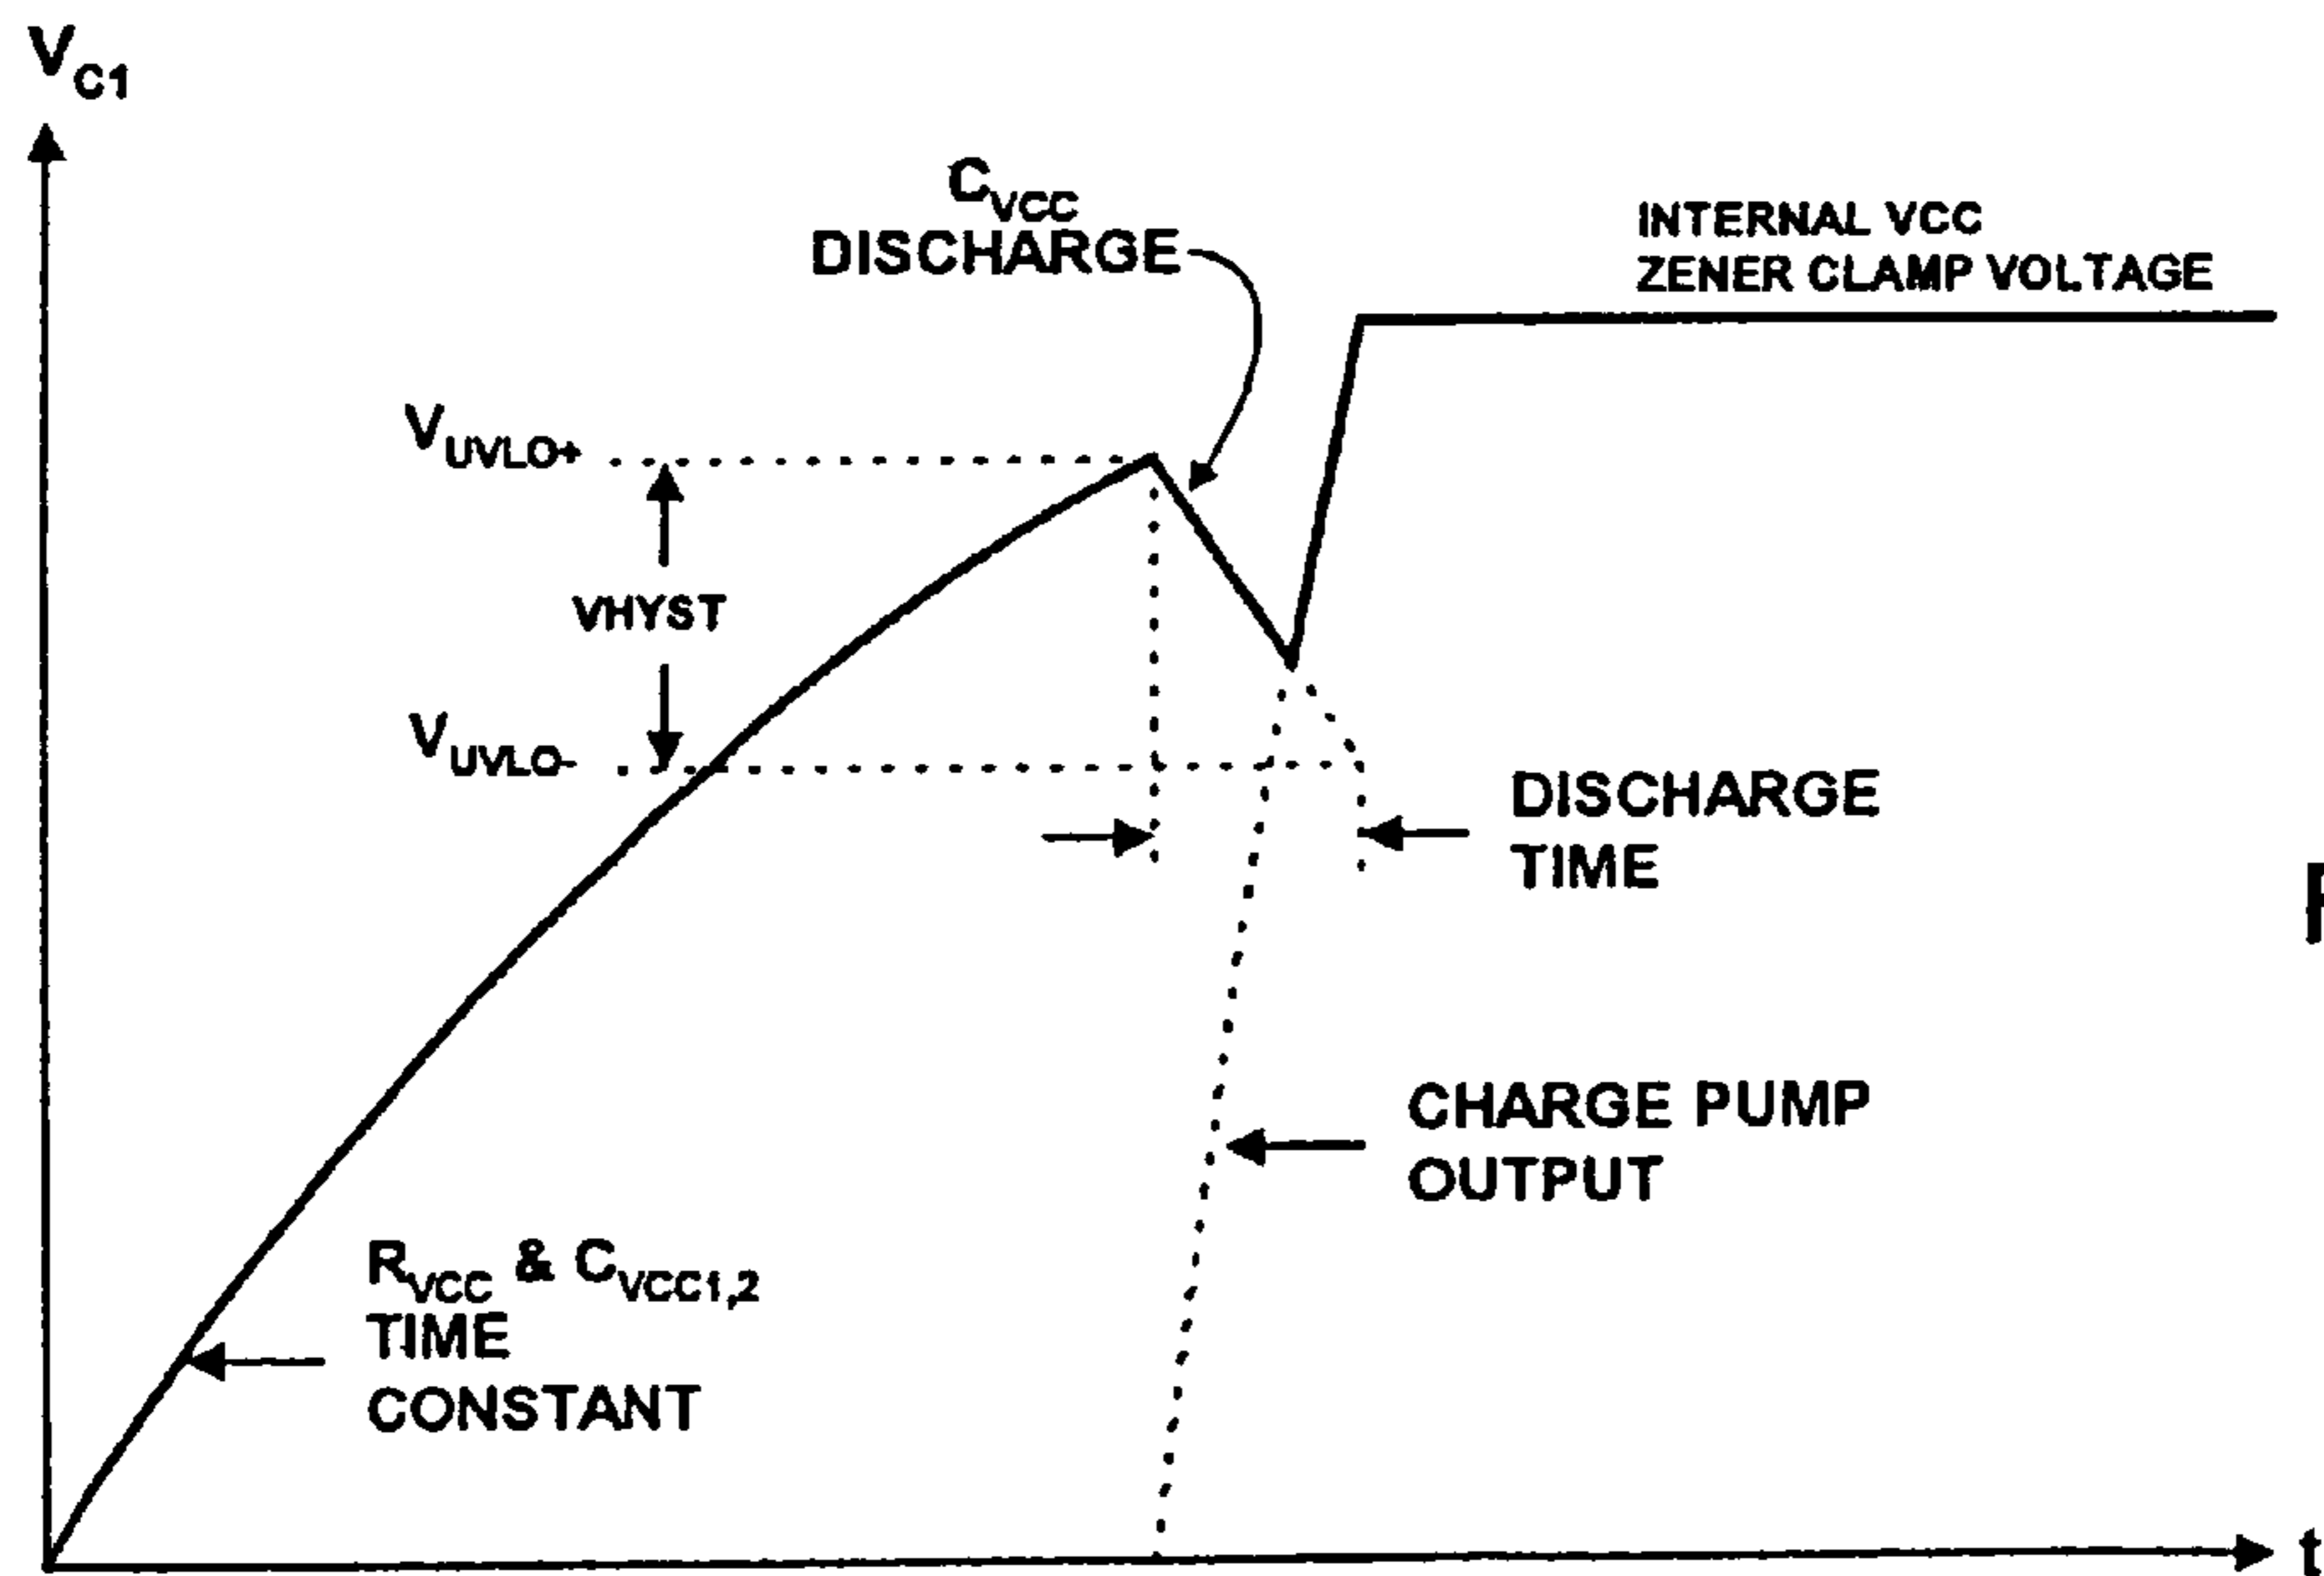 VC1
CVCC
DISCHARGE
INTERNAL VCC
ZENER CLAMP VOLTAGE
VUVLO+
VHYST
VUVLO-
DISCHARGE
TIME
CHARGE PUMP
OUTPUT
RVCC & CVCC1,2
TIME
CONSTANT
t